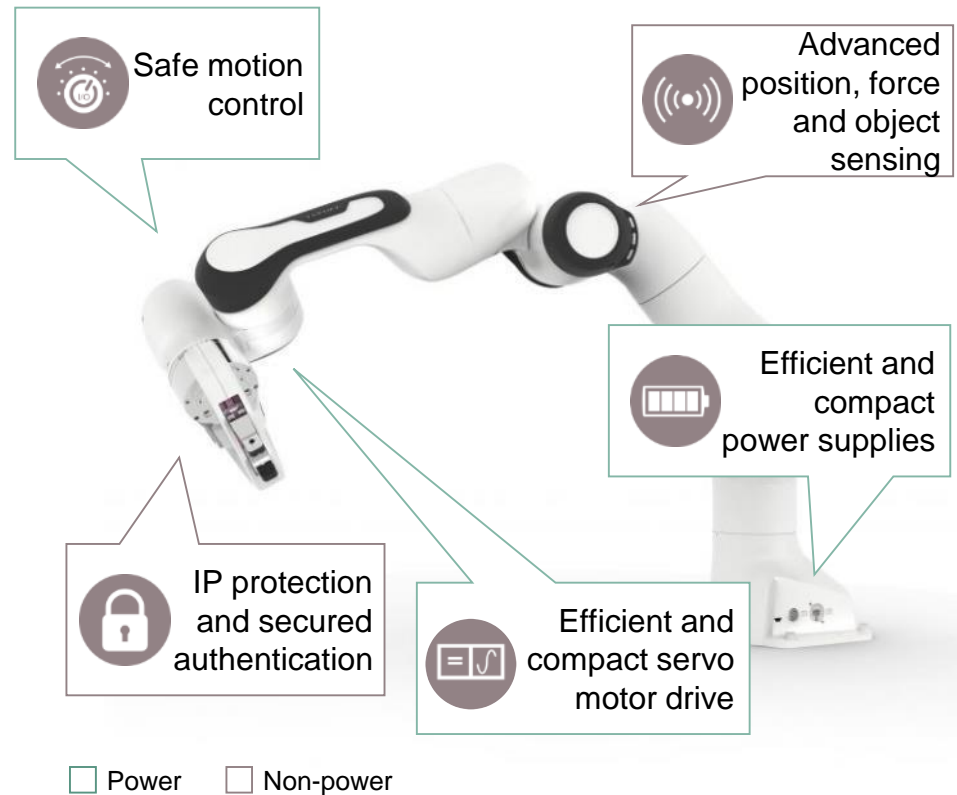 Safe motion
control
Advanced
position, force
and object
sensing
I/O
Efficient and
compact
power supplies
IP protection
and secured
authentication
Efficient and
compact servo
motor drive
Power
Non-power